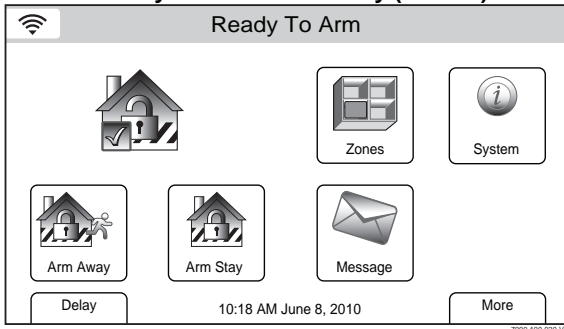 Ready To Arm
Zones
System
Arm Away
Arm Stay
Message
Delay
10:18 AM June 8, 2010
More